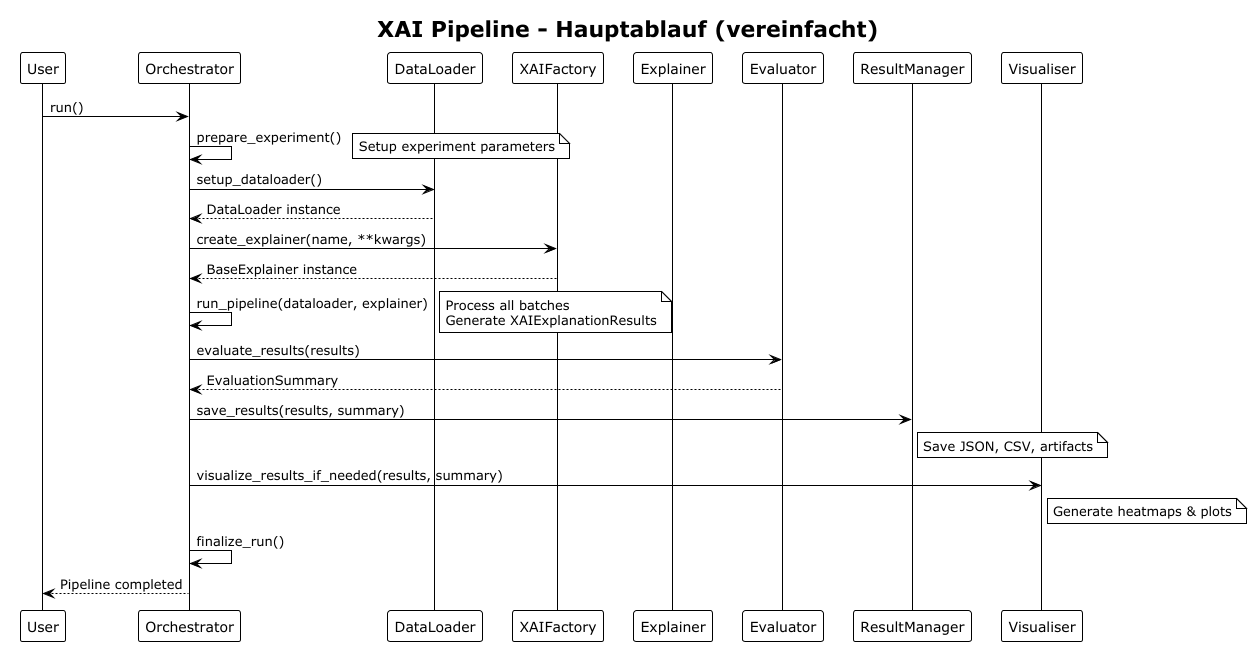 XAI Pipeline - Hauptablauf (vereinfacht)
User
Orchestrator
DataLoader
XAIFactory
Explainer
Evaluator
ResultManager
Visualiser
run()
prepare_experiment()
Setup experiment parameters
setup_dataloader()
DataLoader instance
create_explainer(name, **kwargs)
BaseExplainer instance
run_pipeline(dataloader, explainer)
Process all batches
Generate XAIExplanationResults
evaluate_results(results)
EvaluationSummary
save_results(results, summary)
Save JSON, CSV, artifacts
visualize_results_if_needed(results, summary)
Generate heatmaps & plots
finalize_run()
Pipeline completed
User
Orchestrator
DataLoader
XAIFactory
Explainer
Evaluator
ResultManager
Visualiser